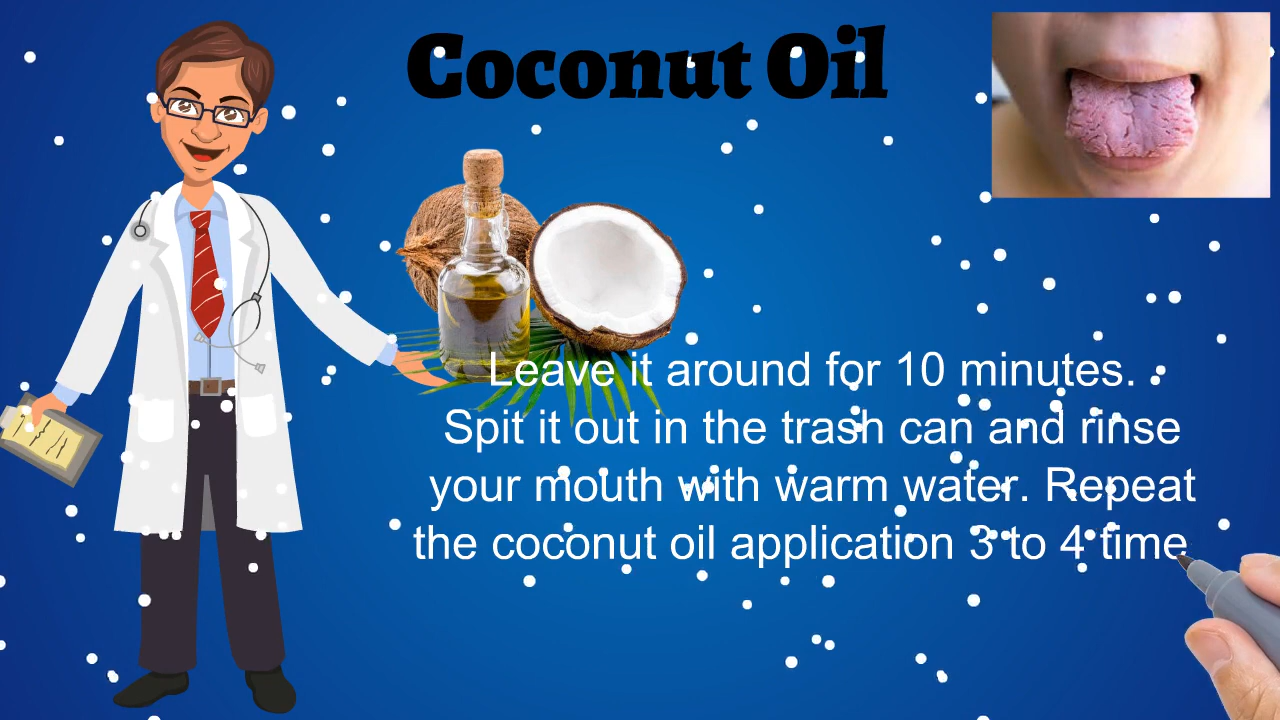 Coconut Oil
Leave it around for 10 minutes.
Spit it out in the trash can and rinse
your mouth with warm water. Repeat
the coconut oil application 3 to 4 time